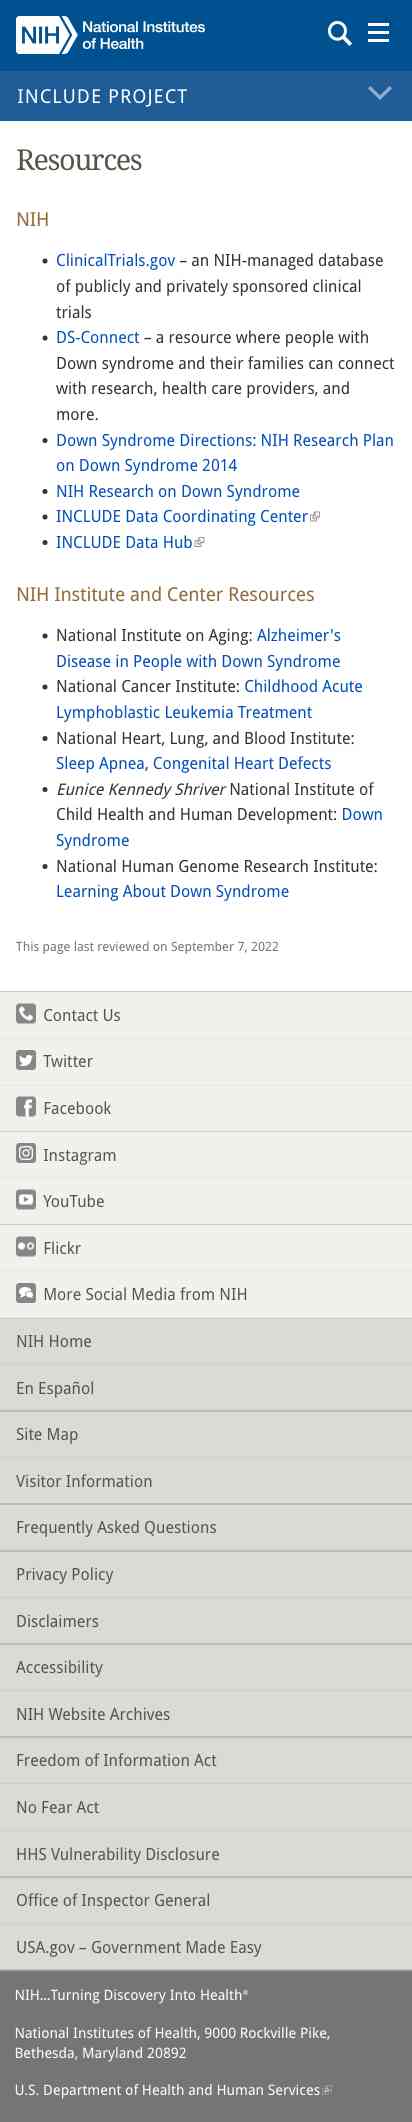 NIH National Institutes
of Health
INCLUDE PROJECT
Resources
NIH
• ClinicalTrials.gov – an NIH-managed database
of publicly and privately sponsored clinical
trials
• DS-Connect – a resource where people with
Down syndrome and their families can connect
with research, health care providers, and
more.
• Down Syndrome Directions: NIH Research Plan
on Down Syndrome 2014
• NIH Research on Down Syndrome
• INCLUDE Data Coordinating Center
• INCLUDE Data Hub
NIH Institute and Center Resources
• National Institute on Aging: Alzheimer's
Disease in People with Down Syndrome
• National Cancer Institute: Childhood Acute
Lymphoblastic Leukemia Treatment
• National Heart, Lung, and Blood Institute:
Sleep Apnea, Congenital Heart Defects
• Eunice Kennedy Shriver National Institute of
Child Health and Human Development: Down
Syndrome
• National Human Genome Research Institute:
Learning About Down Syndrome
This page last reviewed on September 7, 2022
Contact Us
Twitter
Facebook
Instagram
YouTube
Flickr
More Social Media from NIH
NIH Home
En Español
Site Map
Visitor Information
Frequently Asked Questions
Privacy Policy
Disclaimers
Accessibility
NIH Website Archives
Freedom of Information Act
No Fear Act
HHS Vulnerability Disclosure
Office of Inspector General
USA.gov – Government Made Easy
NIH...Turning Discovery Into Health®
National Institutes of Health, 9000 Rockville Pike,
Bethesda, Maryland 20892
U.S. Department of Health and Human Services